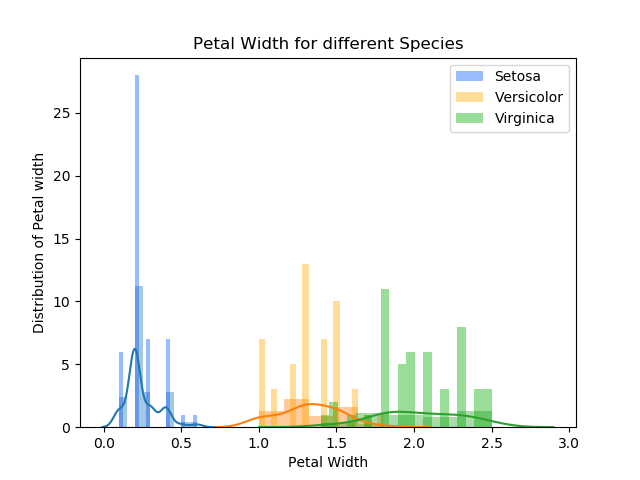 Petal Width for different Species
Setosa
Versicolor
Virginica
Distribution of Petal width
25
20
15
10
5
0
0.0 0.5 1.0 1.5 2.0 2.5 3.0
Petal Width